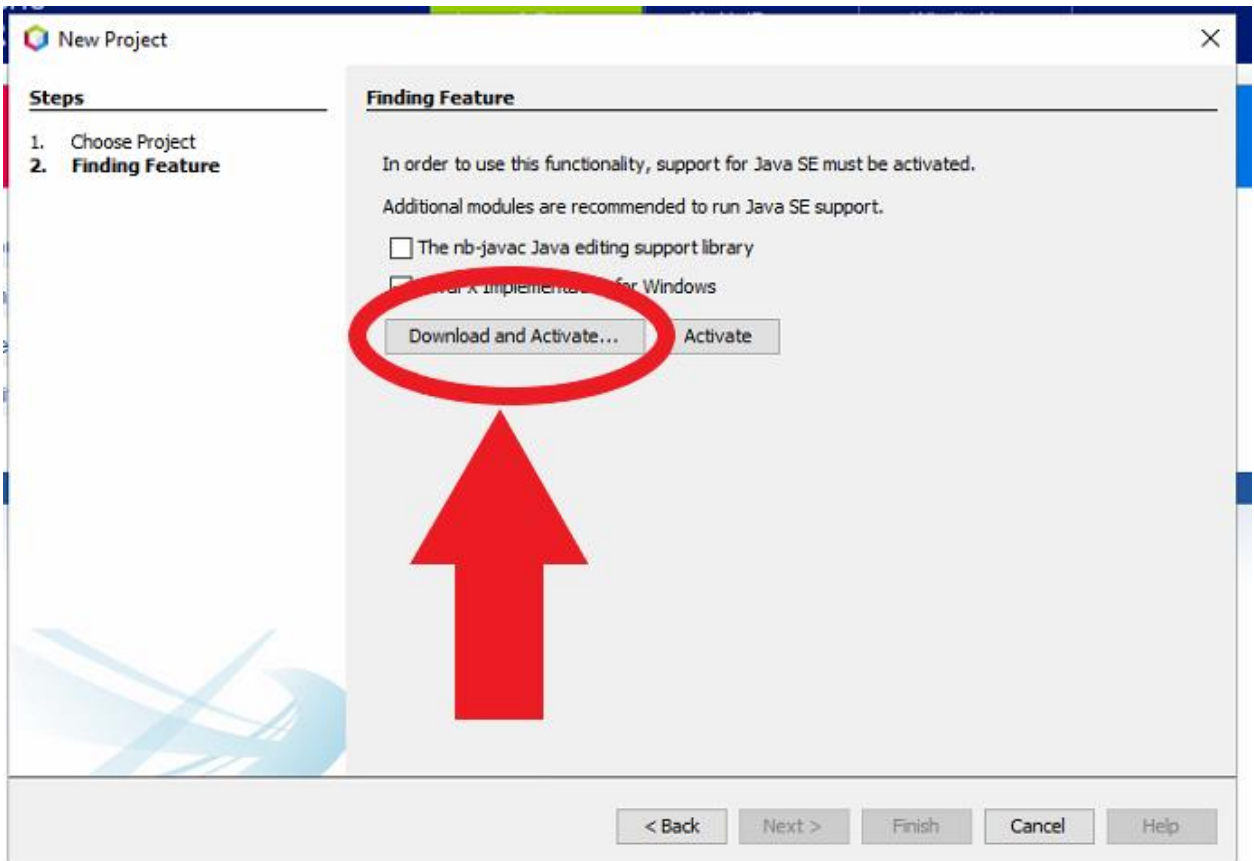 New Project
Steps
1. Choose Project
2. Finding Feature
Finding Feature
In order to use this functionality, support for Java SE must be activated.
Additional modules are recommended to run Java SE support.
The nb-javac Java editing support library
Windows
Download and Activate...
Activate
< Back
Next >
Finish
Cancel
Help